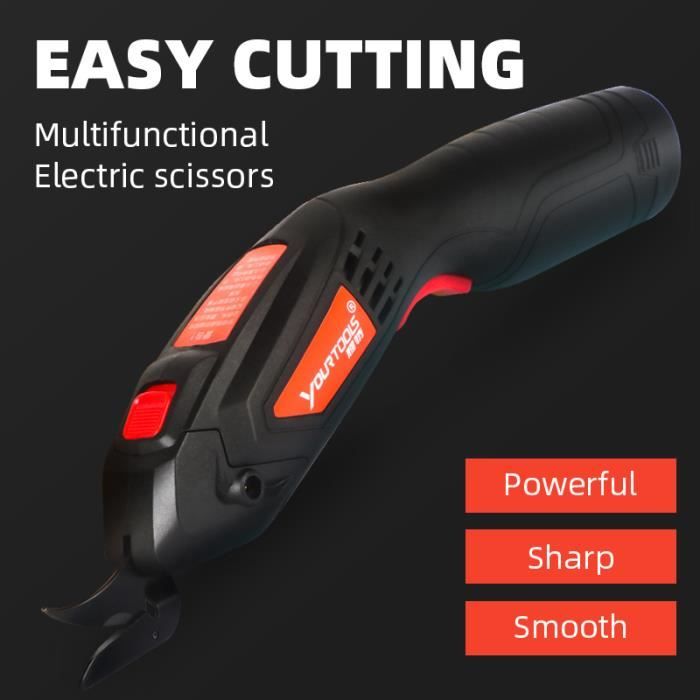 EASY CUTTING
Multifunctional
Electric scissors
YOURTOOLS®
Powerful
Sharp
Smooth